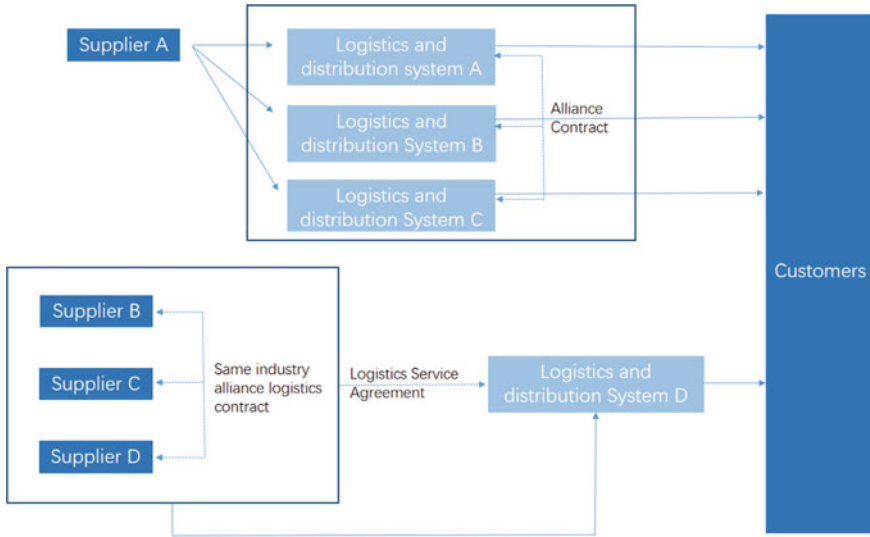 Supplier A
Logistics and
distribution system A
Logistics and
distribution System B
Logistics and
distribution System C
Alliance
Contract
Customers
Supplier B
Supplier C
Supplier D
Same industry
alliance logistics
contract
Logistics Service
Agreement
Logistics and
distribution System D